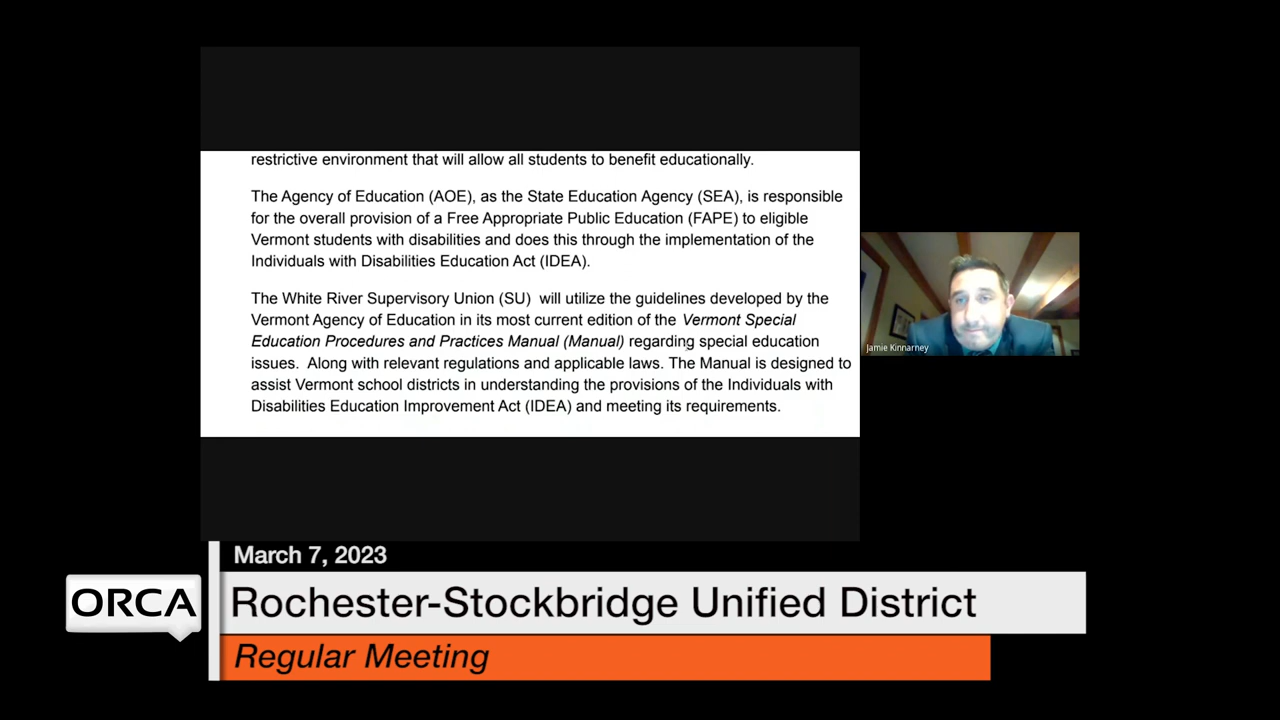 restrictive environment that will allow all students to benefit educationally.
The Agency of Education (AOE), as the State Education Agency (SEA), is responsible
for the overall provision of a Free Appropriate Public Education (FAPE) to eligible
Vermont students with disabilities and does this through the implementation of the
Individuals with Disabilities Education Act (IDEA).
The White River Supervisory Union (SU) will utilize the guidelines developed by the
Vermont Agency of Education in its most current edition of the Vermont Special
Education Procedures and Practices Manual (Manual) regarding special education
issues. Along with relevant regulations and applicable laws. The Manual is designed to
assist Vermont school districts in understanding the provisions of the Individuals with
Disabilities Education Improvement Act (IDEA) and meeting its requirements.
Jamie Kinnarney
March 7, 2023
ORCA
Rochester-Stockbridge Unified District
Regular Meeting